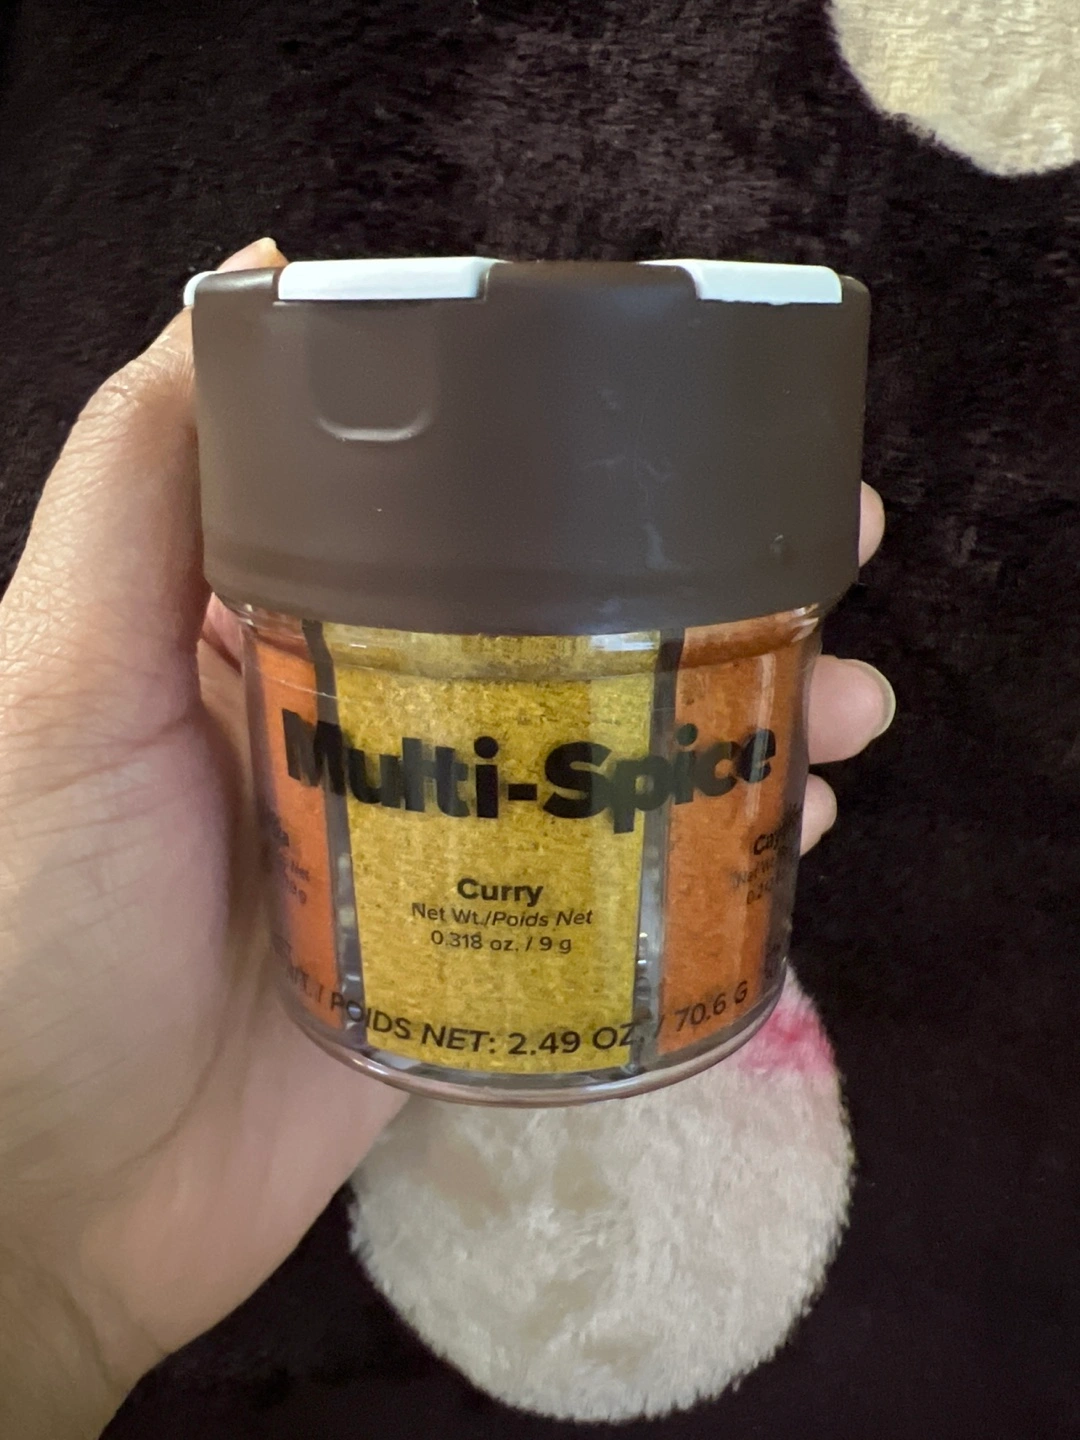 Multi-Spice
Curry
Net Wt./Poids Net
0.318 oz. / 9 g
/ POIDS NET: 2.49 OZ. / 70.6 G